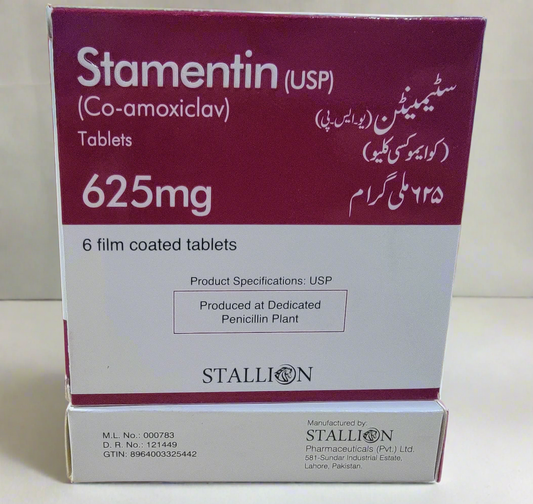 Stamentin (USP)
(Co-amoxiclav)
Tablets
625mg
سٹیمینٹن (یو۔ایس۔پی)
(کوایموکسی کلیو)
۶۲۵ ملی گرام
6 film coated tablets
Product Specifications: USP
Produced at Dedicated
Penicillin Plant
STALLION
M.L. No.: 000783
D. R. No.: 121449
GTIN: 8964003325442
Manufactured by:
STALLION
Pharmaceuticals (Pvt.) Ltd.
581-Sundar Industrial Estate,
Lahore, Pakistan.